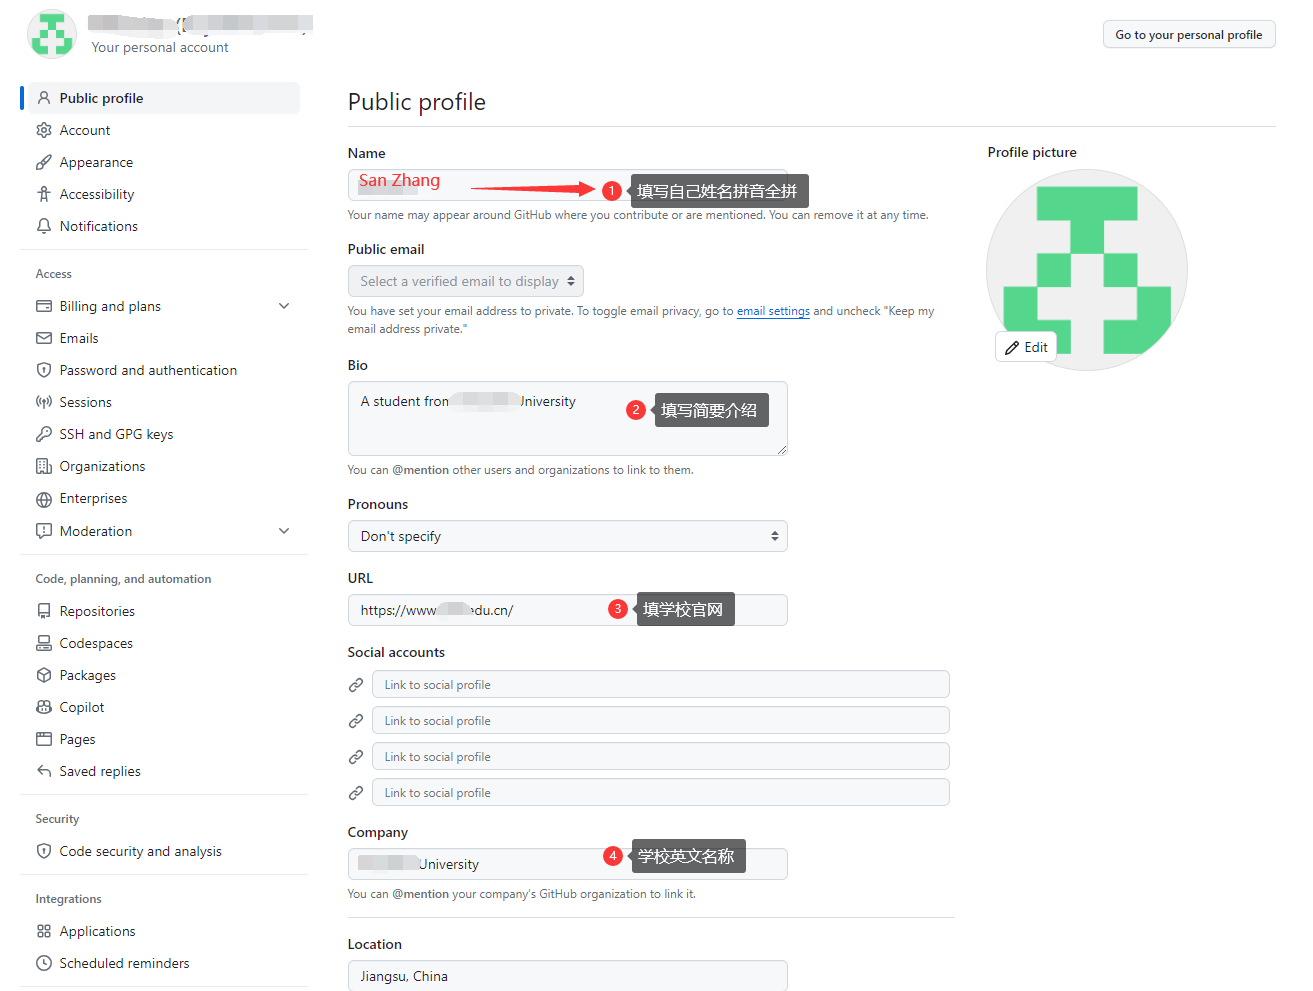 Your personal account
Go to your personal profile
Public profile
Account
Appearance
Accessibility
Notifications
Access
Billing and plans
Emails
Password and authentication
Sessions
SSH and GPG keys
Organizations
Enterprises
Moderation
Code, planning, and automation
Repositories
Codespaces
Packages
Copilot
Pages
Saved replies
Security
Code security and analysis
Integrations
Applications
Scheduled reminders
Public profile
Name
San Zhang
1 填写自己姓名拼音全拼
Your name may appear around GitHub where you contribute or are mentioned. You can remove it at any time.
Public email
Select a verified email to display
You have set your email address to private. To toggle email privacy, go to email settings and uncheck "Keep my
email address private."
Bio
A student from University
2 填写简要介绍
You can @mention other users and organizations to link to them.
Pronouns
Don't specify
URL
https://www. edu.cn/
3 填学校官网
Social accounts
Link to social profile
Link to social profile
Link to social profile
Link to social profile
Company
University
4 学校英文名称
You can @mention your company's GitHub organization to link it.
Location
Jiangsu, China
Profile picture
Edit